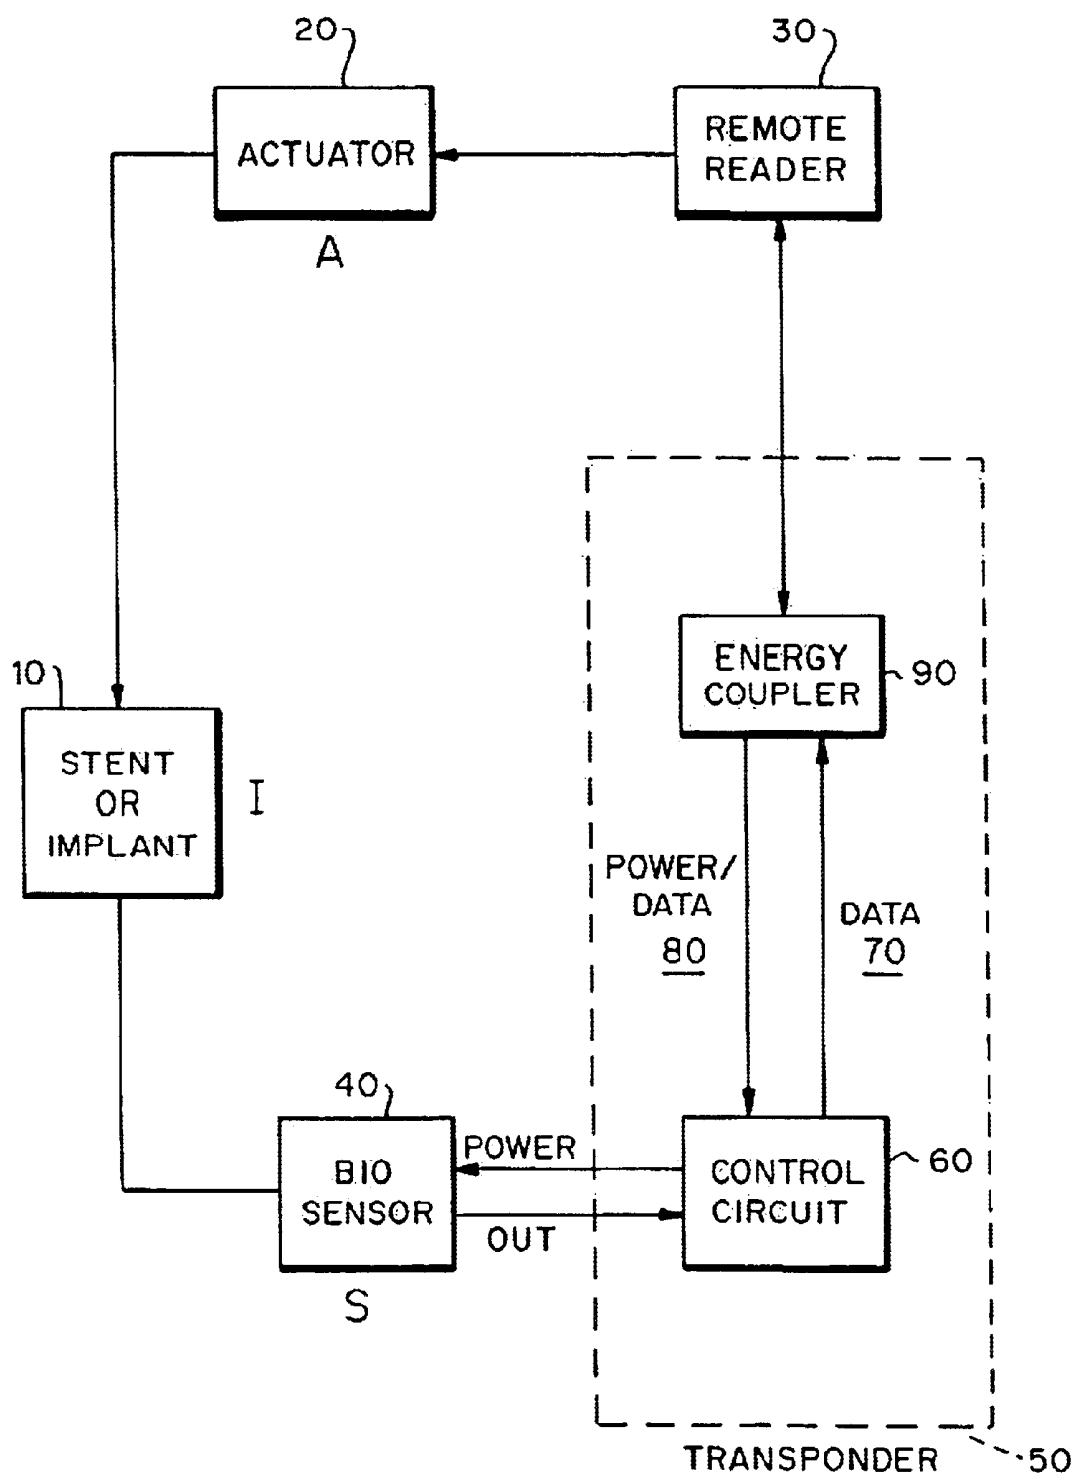 20
30
ACTUATOR
REMOTE
READER
A
10
STENT
OR
IMPLANT
I
ENERGY
COUPLER
90
POWER/
DATA
80
DATA
70
40
BIO
SENSOR
S
POWER
OUT
CONTROL
CIRCUIT
60
TRANSPONDER
50